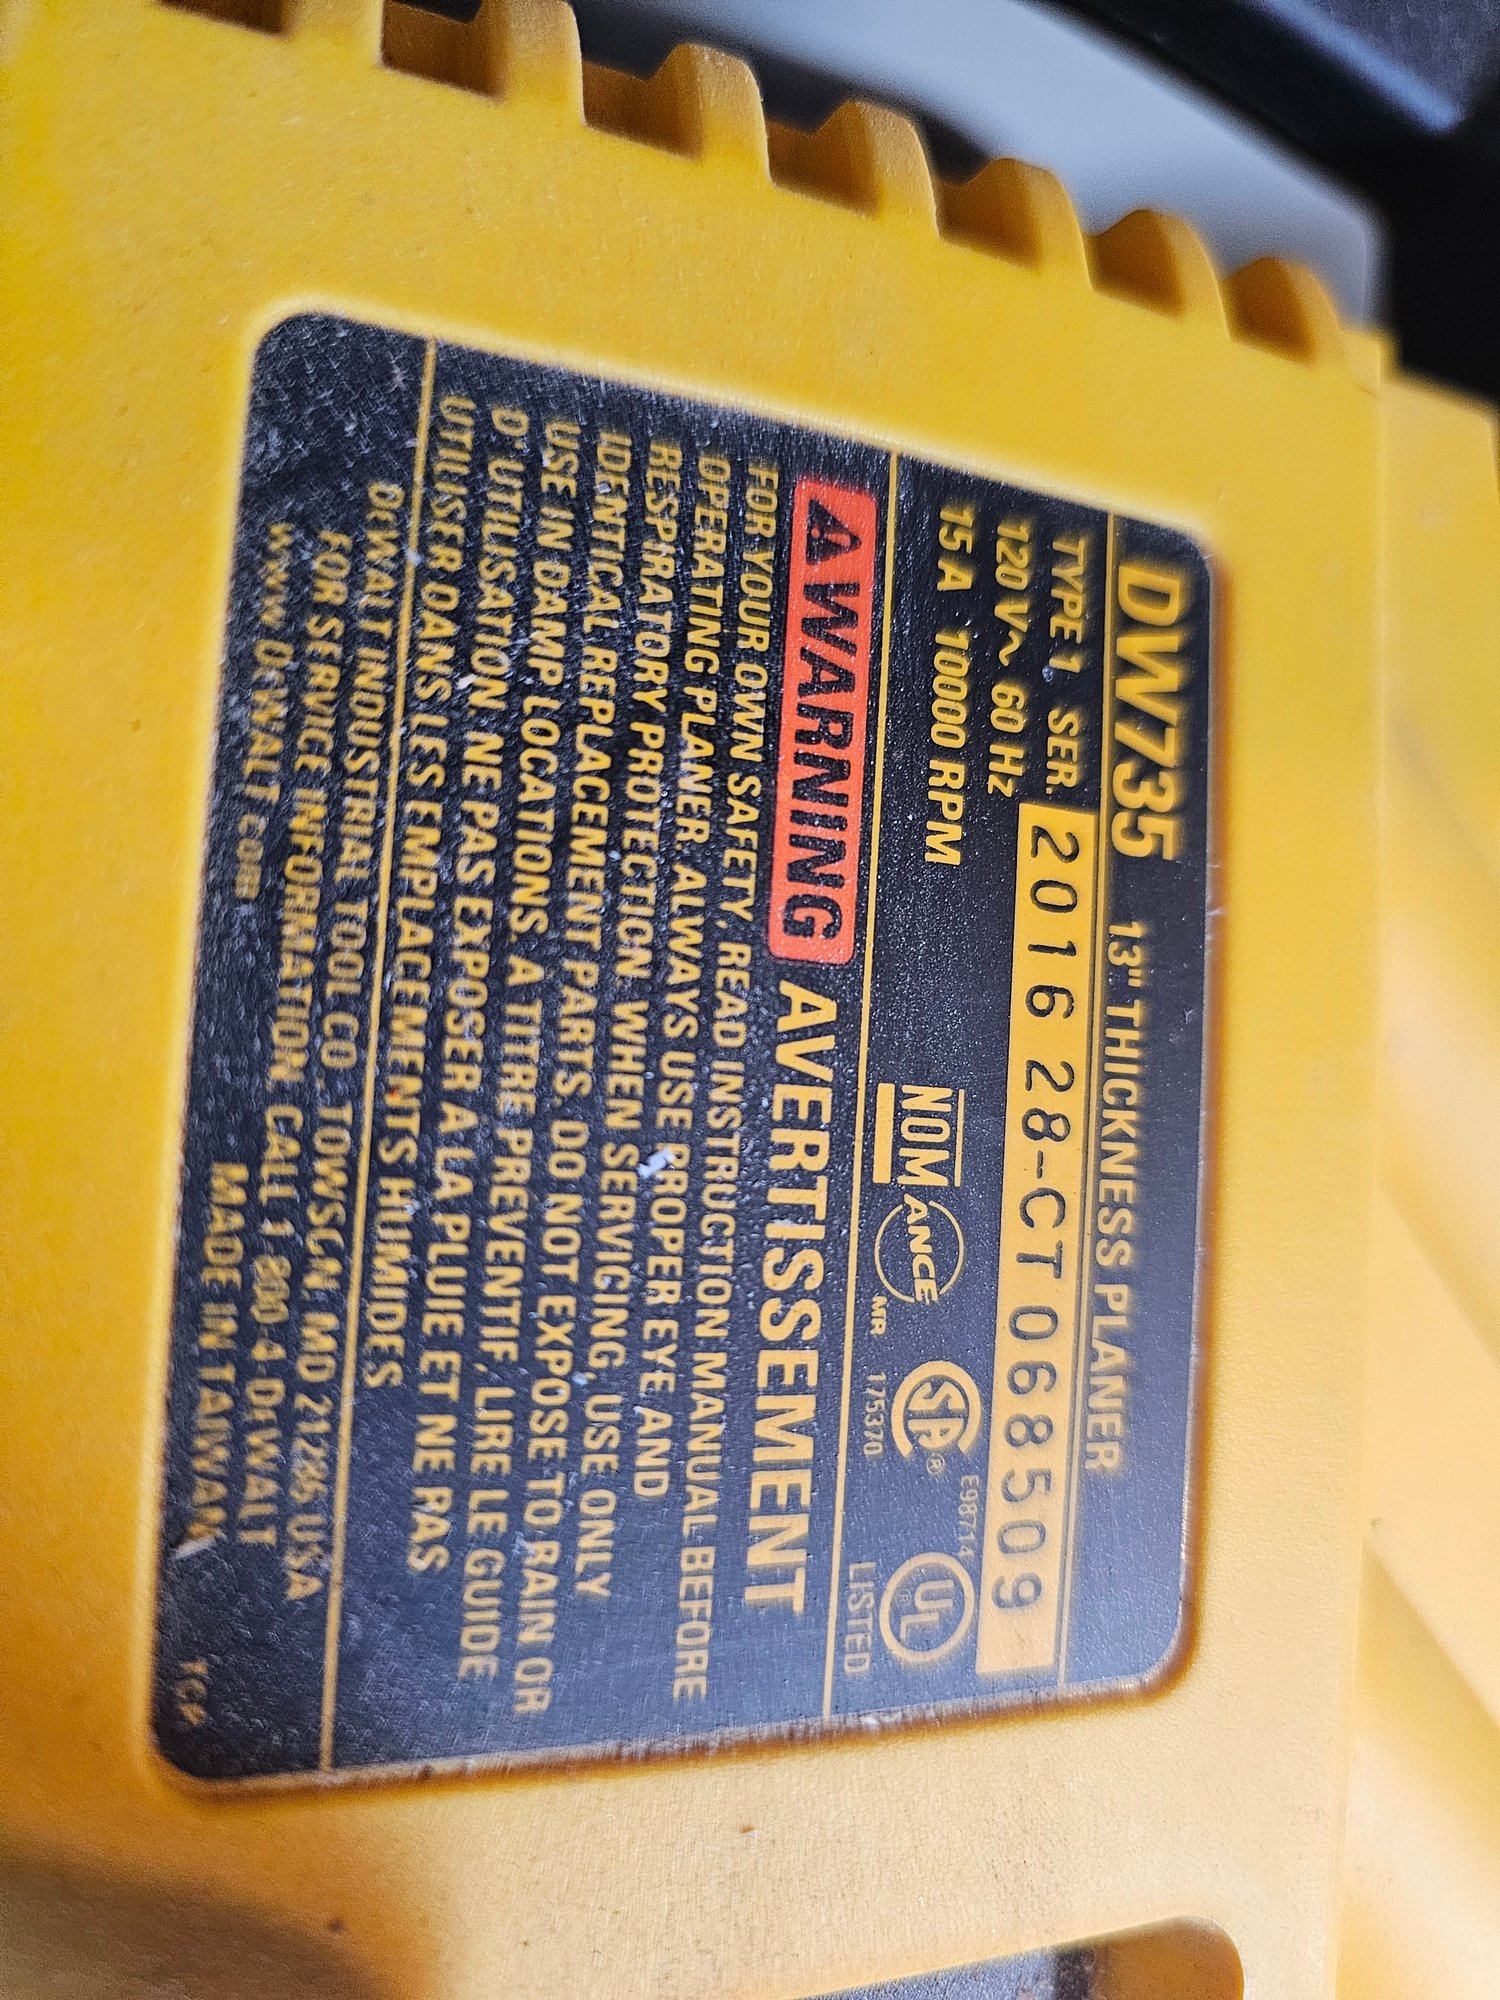 DW735 13" THICKNESS PLANER
TYPE 1 SER. 2016 28-CT 068509
120 V~ 60 Hz
15 A 10000 RPM
NOM ANCE MR 175370 E98714 LISTED
SA ®
UL ®
WARNING AVERTISSEMENT
FOR YOUR OWN SAFETY, READ INSTRUCTION MANUAL BEFORE
OPERATING PLANER. ALWAYS USE PROPER EYE AND
RESPIRATORY PROTECTION. WHEN SERVICING, USE ONLY
IDENTICAL REPLACEMENT PARTS. DO NOT EXPOSE TO RAIN OR
USE IN DAMP LOCATIONS. A TITRE PREVENTIF, LIRE LE GUIDE
D'UTILISATION. NE PAS EXPOSER A LA PLUIE ET NE PAS
UTILISER DANS LES EMPLACEMENTS HUMIDES
DEWALT INDUSTRIAL TOOL CO., TOWSON, MD 21286 USA
FOR SERVICE INFORMATION, CALL 1-800-4-DEWALT
www.DEWALT.com MADE IN TAIWAN